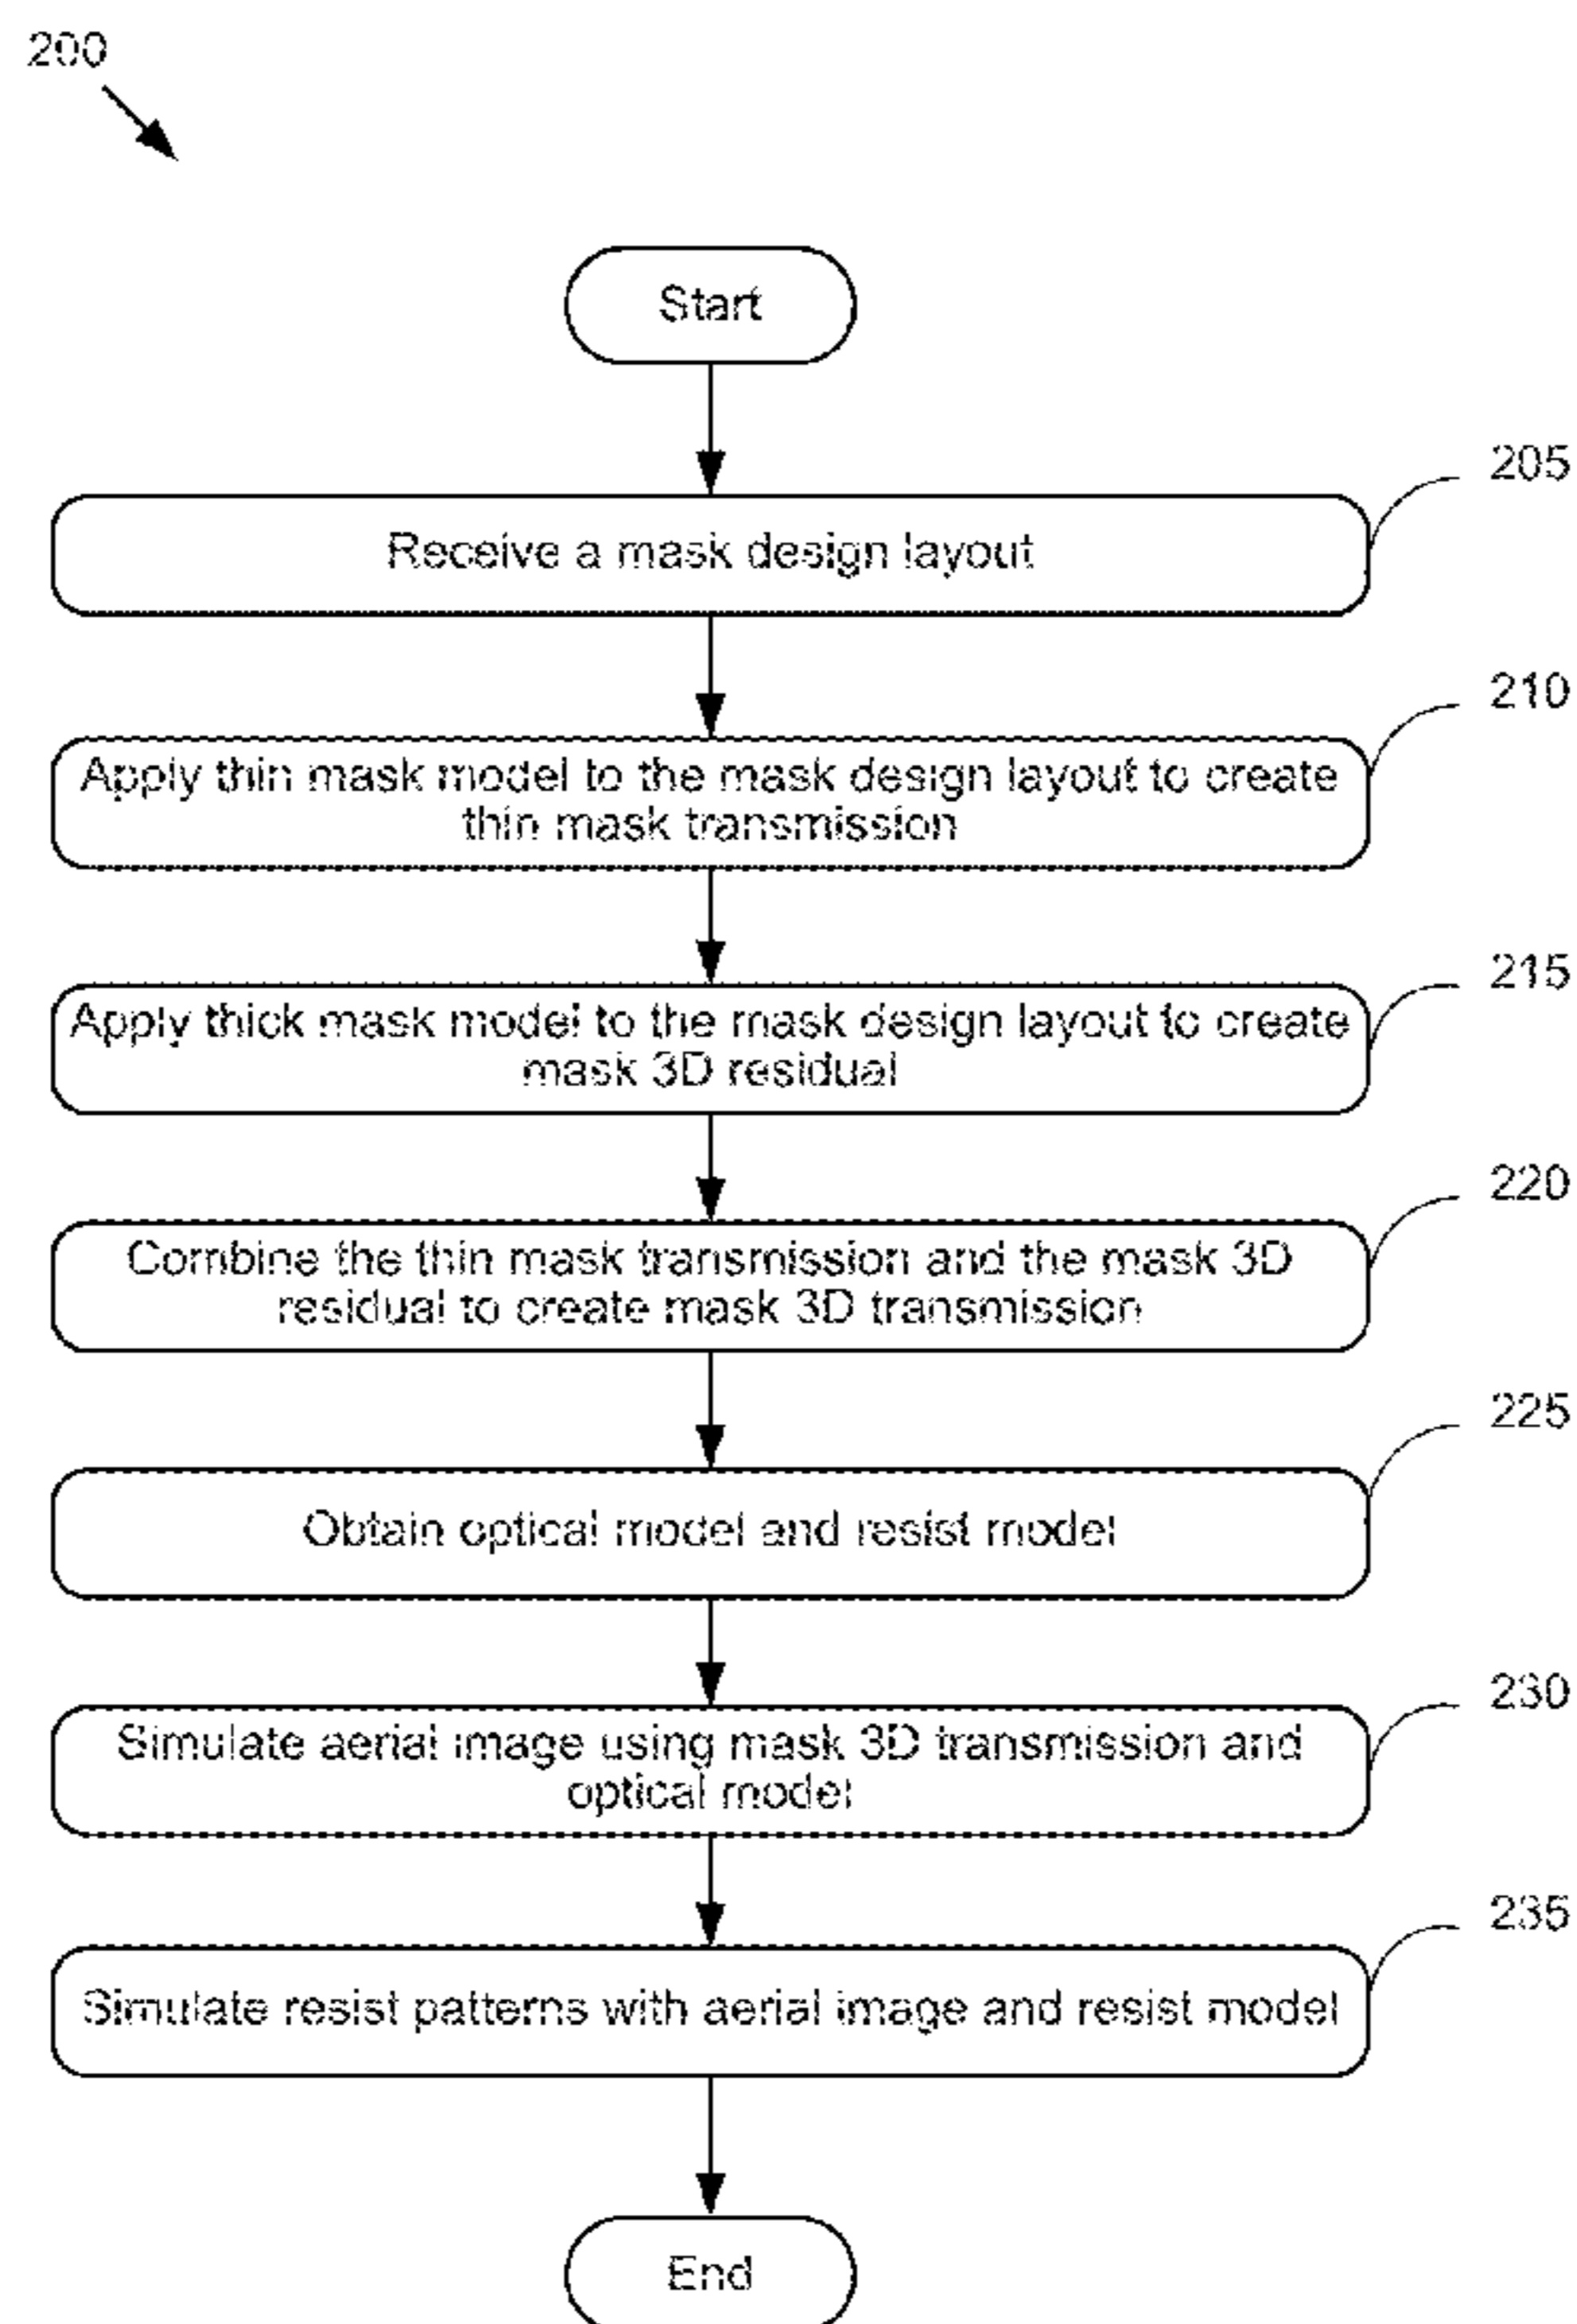 200
Start
205
Receive a mask design layout
210
Apply thin mask model to the mask design layout to create
thin mask transmission
215
Apply thick mask model to the mask design layout to create
mask 3D residual
220
Combine the thin mask transmission and the mask 3D
residual to create mask 3D transmission
225
Obtain optical model and resist model
230
Simulate aerial image using mask 3D transmission and
optical model
235
Simulate resist patterns with aerial image and resist model
End